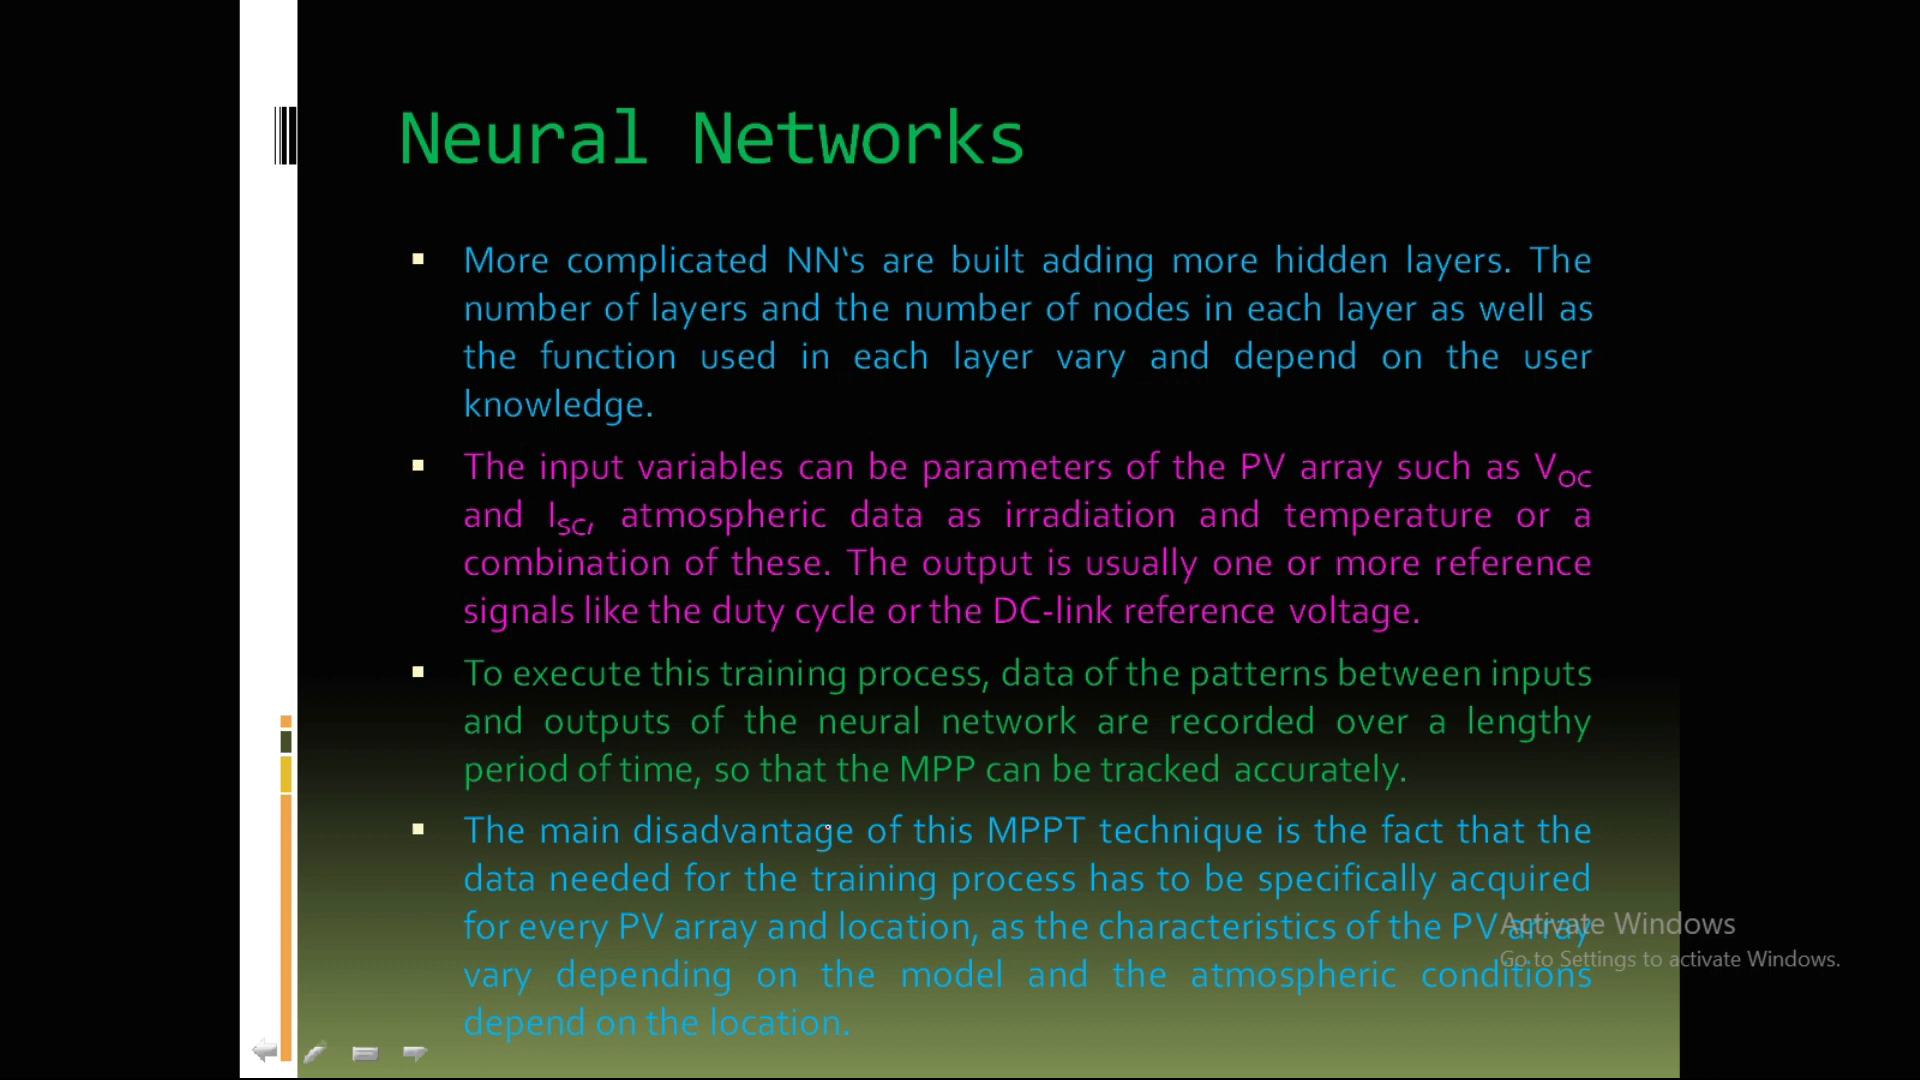 Neural Networks
More complicated NN‘s are built adding more hidden layers. The
number of layers and the number of nodes in each layer as well as
the function used in each layer vary and depend on the user
knowledge.
The input variables can be parameters of the PV array such as VOC
and ISC, atmospheric data as irradiation and temperature or a
combination of these. The output is usually one or more reference
signals like the duty cycle or the DC-link reference voltage.
To execute this training process, data of the patterns between inputs
and outputs of the neural network are recorded over a lengthy
period of time, so that the MPP can be tracked accurately.
The main disadvantage of this MPPT technique is the fact that the
data needed for the training process has to be specifically acquired
for every PV array and location, as the characteristics of the PV array
vary depending on the model and the atmospheric conditions
depend on the location.
Activate Windows
Go to Settings to activate Windows.